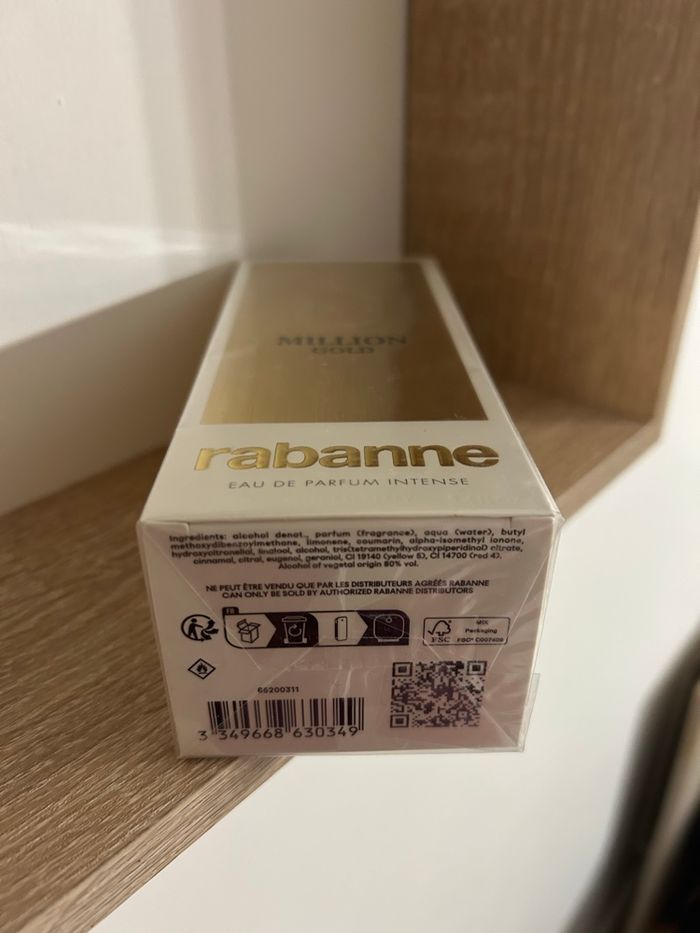 MILLION
GOLD
rabanne
EAU DE PARFUM INTENSE
Ingredients: alcohol denat., parfum (fragrance), aqua (water), butyl
methoxydibenzoylmethane, limonene, coumarin, alpha-isomethyl ionone,
hydroxycitronellal, linalool, alcohol, tris(tetramethylhydroxypiperidinol) citrate,
cinnamal, citral, eugenol, geraniol, CI 19140 (yellow 5), CI 14700 (red 4).
Alcohol of vegetal origin 80% vol.
NE PEUT ÊTRE VENDU QUE PAR LES DISTRIBUTEURS AGRÉÉS RABANNE
CAN ONLY BE SOLD BY AUTHORIZED RABANNE DISTRIBUTORS
FR
FSC
MIX
Packaging
FSC® C007609
65200311
3 349668 630349